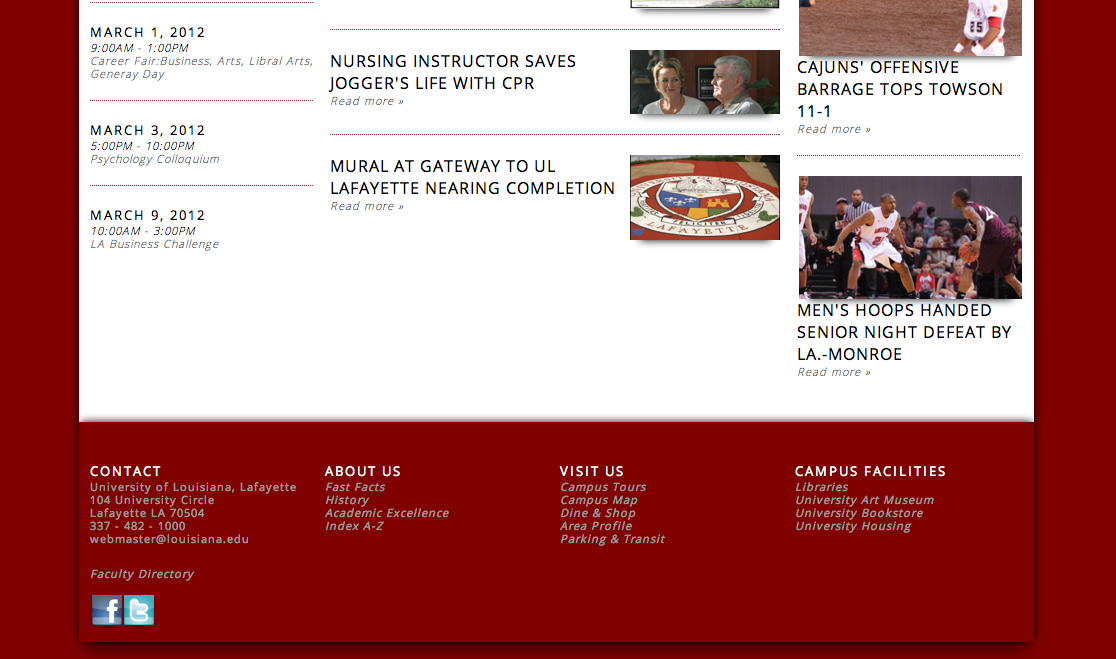 MARCH 1, 2012
9:00AM - 1:00PM
Career Fair:Business, Arts, Libral Arts,
Generay Day
MARCH 3, 2012
5:00PM - 10:00PM
Psychology Colloquium
MARCH 9, 2012
10:00AM - 3:00PM
LA Business Challenge
NURSING INSTRUCTOR SAVES
JOGGER'S LIFE WITH CPR
Read more »
MURAL AT GATEWAY TO UL
LAFAYETTE NEARING COMPLETION
Read more »
FELICITER
LAFAYETTE
25
CAJUNS' OFFENSIVE
BARRAGE TOPS TOWSON
11-1
Read more »
MEN'S HOOPS HANDED
SENIOR NIGHT DEFEAT BY
LA.-MONROE
Read more »
CONTACT
University of Louisiana, Lafayette
104 University Circle
Lafayette LA 70504
337 - 482 - 1000
webmaster@louisiana.edu
Faculty Directory
ABOUT US
Fast Facts
History
Academic Excellence
Index A-Z
VISIT US
Campus Tours
Campus Map
Dine & Shop
Area Profile
Parking & Transit
CAMPUS FACILITIES
Libraries
University Art Museum
University Bookstore
University Housing